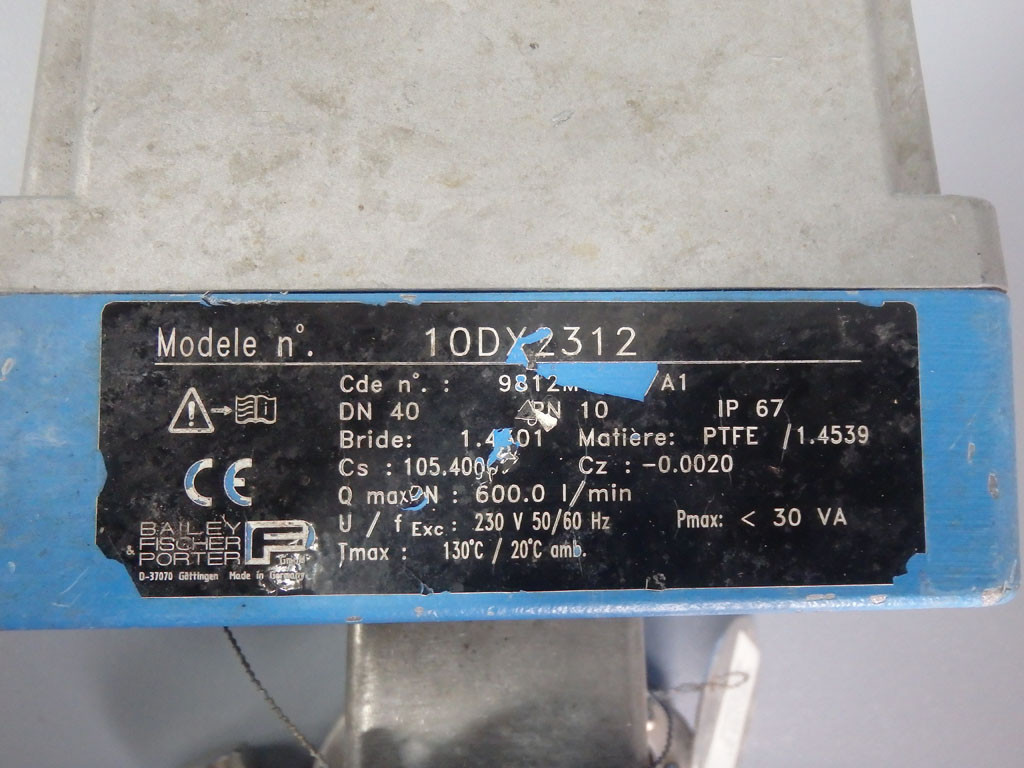 Modele n°. 10DX2312
Cde n°. : A1
DN 40 PN 10 IP 67
Bride: Matière: PTFE /1.4539
Cs : Cz : -0.0020
Q max : 600.0 l/min
U / f Exc : 230 V 50/60 Hz Pmax: < 30 VA
Tmax : 130°C / 20°C amb.
CE
BAILEY
FISCHER
& PORTER
D-37070 Göttingen Made in Germany